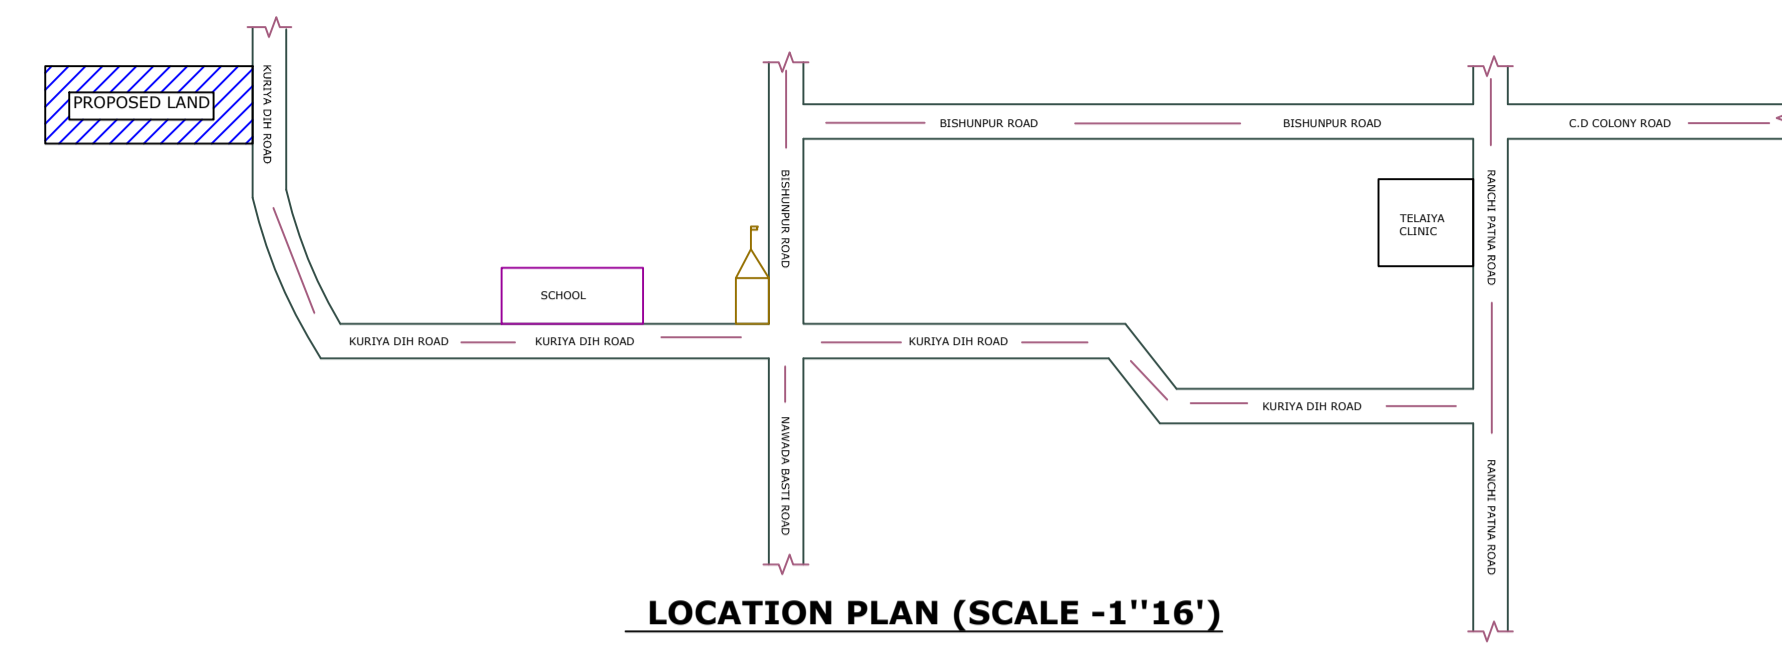 PROPOSED LAND
KURIYA DIH ROAD
BISHUNPUR ROAD
BISHUNPUR ROAD
C.D COLONY ROAD
BISHUNPUR ROAD
RANCHI PATNA ROAD
TELAIYA
CLINIC
SCHOOL
KURIYA DIH ROAD
KURIYA DIH ROAD
KURIYA DIH ROAD
KURIYA DIH ROAD
NAWADA BASTI ROAD
RANCHI PATNA ROAD
LOCATION PLAN (SCALE -1''16')